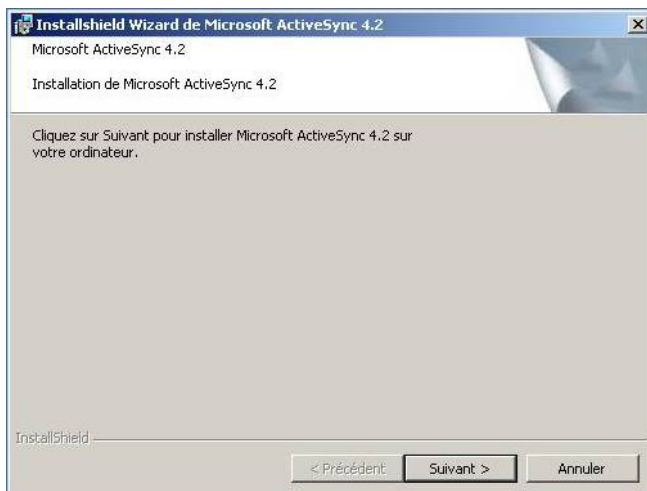 Installshield Wizard de Microsoft ActiveSync 4.2
Microsoft ActiveSync 4.2
Installation de Microsoft ActiveSync 4.2
Cliquez sur Suivant pour installer Microsoft ActiveSync 4.2 sur
votre ordinateur.
InstallShield
< Précédent Suivant > Annuler